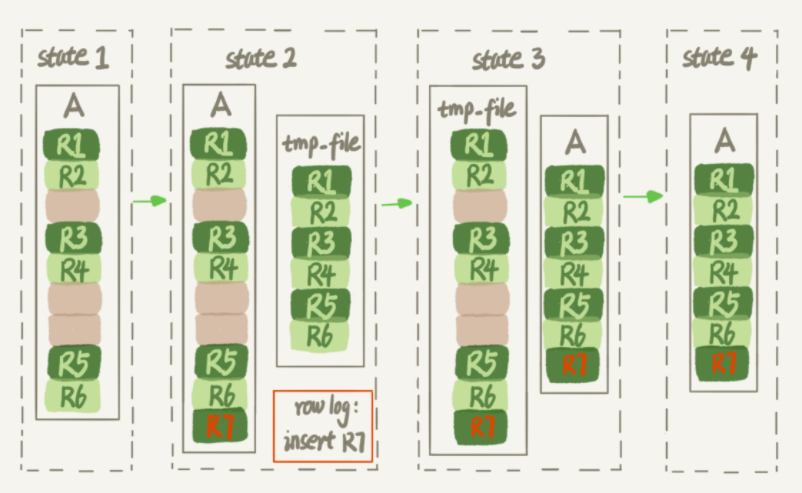 state 1
A
R1
R2
R3
R4
R5
R6
state 2
A
R1
R2
R3
R4
R5
R6
R7
tmp-file
R1
R2
R3
R4
R5
R6
row log:
insert R7
state 3
tmp-file
R1
R2
R3
R4
R5
R6
R7
A
R1
R2
R3
R4
R5
R6
R7
state 4
A
R1
R2
R3
R4
R5
R6
R7